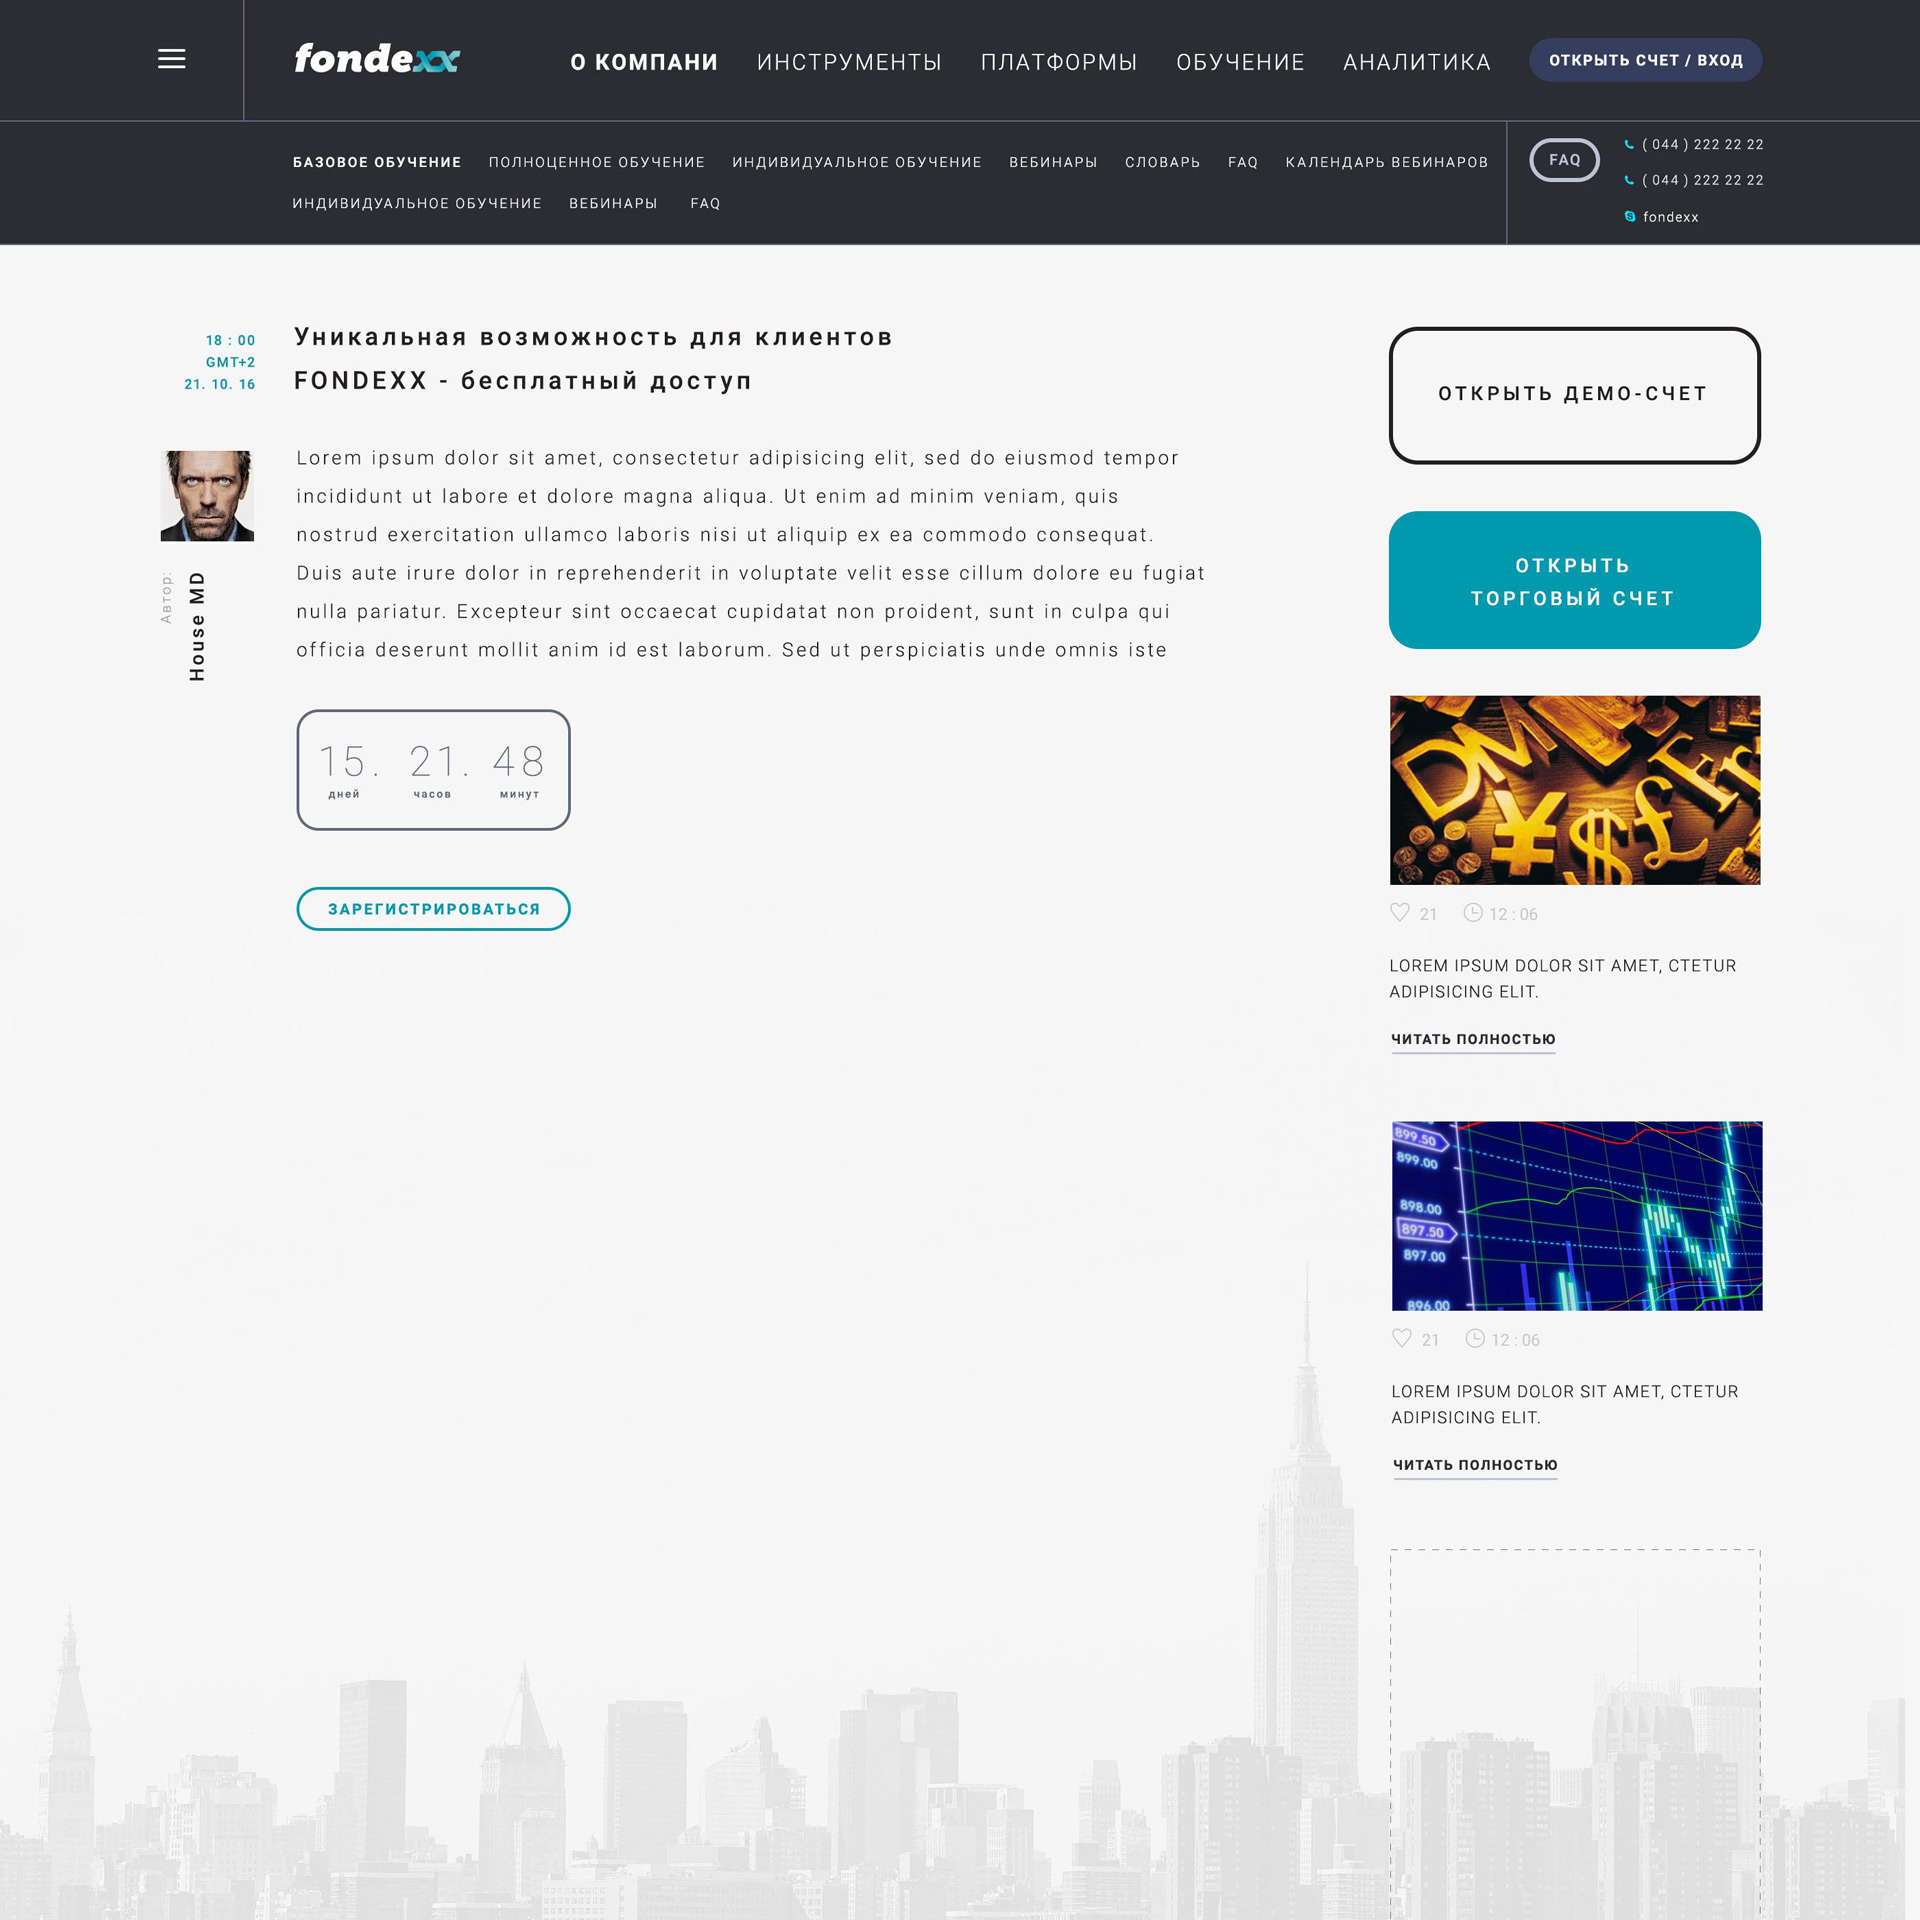 fondexx
О КОМПАНИ ИНСТРУМЕНТЫ ПЛАТФОРМЫ ОБУЧЕНИЕ АНАЛИТИКА
ОТКРЫТЬ СЧЕТ / ВХОД
БАЗОВОЕ ОБУЧЕНИЕ ПОЛНОЦЕННОЕ ОБУЧЕНИЕ ИНДИВИДУАЛЬНОЕ ОБУЧЕНИЕ ВЕБИНАРЫ СЛОВАРЬ FAQ КАЛЕНДАРЬ ВЕБИНАРОВ
ИНДИВИДУАЛЬНОЕ ОБУЧЕНИЕ ВЕБИНАРЫ FAQ
FAQ
( 044 ) 222 22 22
( 044 ) 222 22 22
fondexx
18 : 00
GMT+2
21. 10. 16
Уникальная возможность для клиентов
FONDEXX - бесплатный доступ
Автор:
House MD
Lorem ipsum dolor sit amet, consectetur adipisicing elit, sed do eiusmod tempor
incididunt ut labore et dolore magna aliqua. Ut enim ad minim veniam, quis
nostrud exercitation ullamco laboris nisi ut aliquip ex ea commodo consequat.
Duis aute irure dolor in reprehenderit in voluptate velit esse cillum dolore eu fugiat
nulla pariatur. Excepteur sint occaecat cupidatat non proident, sunt in culpa qui
officia deserunt mollit anim id est laborum. Sed ut perspiciatis unde omnis iste
15. 21. 48
дней часов минут
ЗАРЕГИСТРИРОВАТЬСЯ
ОТКРЫТЬ ДЕМО-СЧЕТ
ОТКРЫТЬ
ТОРГОВЫЙ СЧЕТ
DM
Fr
¥ $ £
21 12 : 06
LOREM IPSUM DOLOR SIT AMET, CTETUR
ADIPISICING ELIT.
ЧИТАТЬ ПОЛНОСТЬЮ
899.50
899.00
898.00
897.50
897.00
896.00
21 12 : 06
LOREM IPSUM DOLOR SIT AMET, CTETUR
ADIPISICING ELIT.
ЧИТАТЬ ПОЛНОСТЬЮ